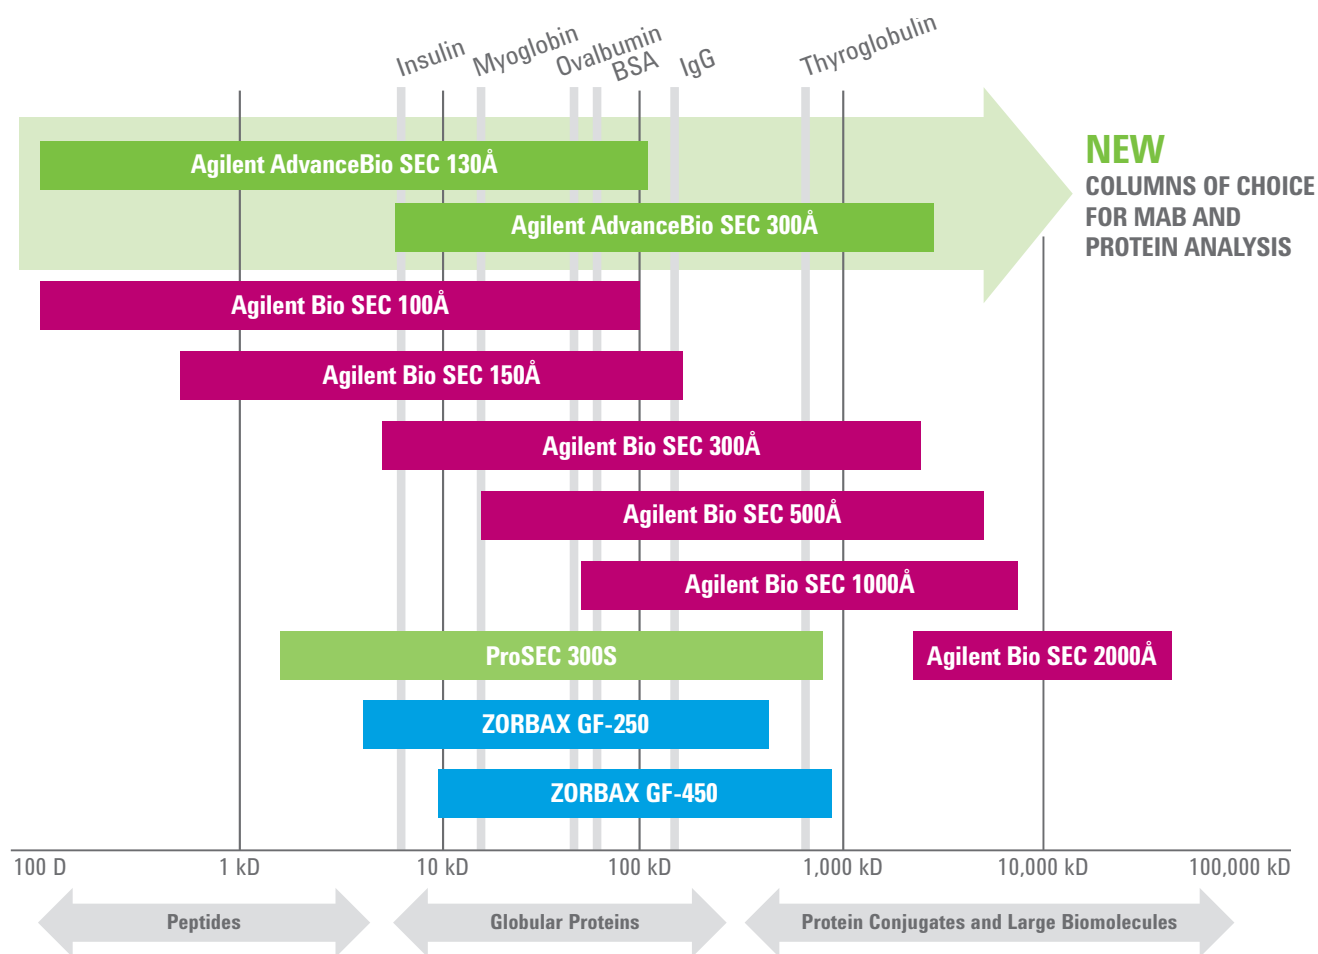 Insulin
Myoglobin
Ovalbumin
BSA
IgG
Thyroglobulin
Agilent AdvanceBio SEC 130Å
Agilent AdvanceBio SEC 300Å
NEW
COLUMNS OF CHOICE
FOR MAB AND
PROTEIN ANALYSIS
Agilent Bio SEC 100Å
Agilent Bio SEC 150Å
Agilent Bio SEC 300Å
Agilent Bio SEC 500Å
Agilent Bio SEC 1000Å
ProSEC 300S
Agilent Bio SEC 2000Å
ZORBAX GF-250
ZORBAX GF-450
100 D
1 kD
10 kD
100 kD
1,000 kD
10,000 kD
100,000 kD
Peptides
Globular Proteins
Protein Conjugates and Large Biomolecules